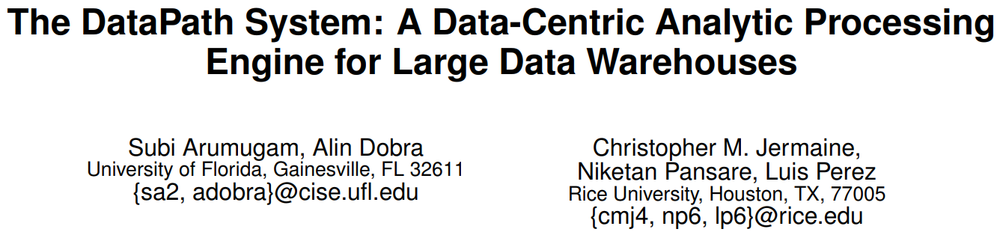 The DataPath System: A Data-Centric Analytic Processing
Engine for Large Data Warehouses
Subi Arumugam, Alin Dobra
University of Florida, Gainesville, FL 32611
{sa2, adobra}@cise.ufl.edu
Christopher M. Jermaine,
Niketan Pansare, Luis Perez
Rice University, Houston, TX, 77005
{cmj4, np6, lp6}@rice.edu